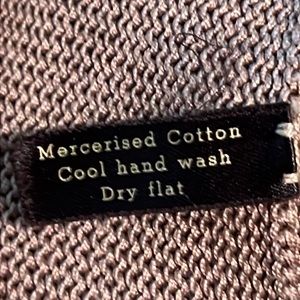 Mercerised Cotton
Cool hand wash
Dry flat